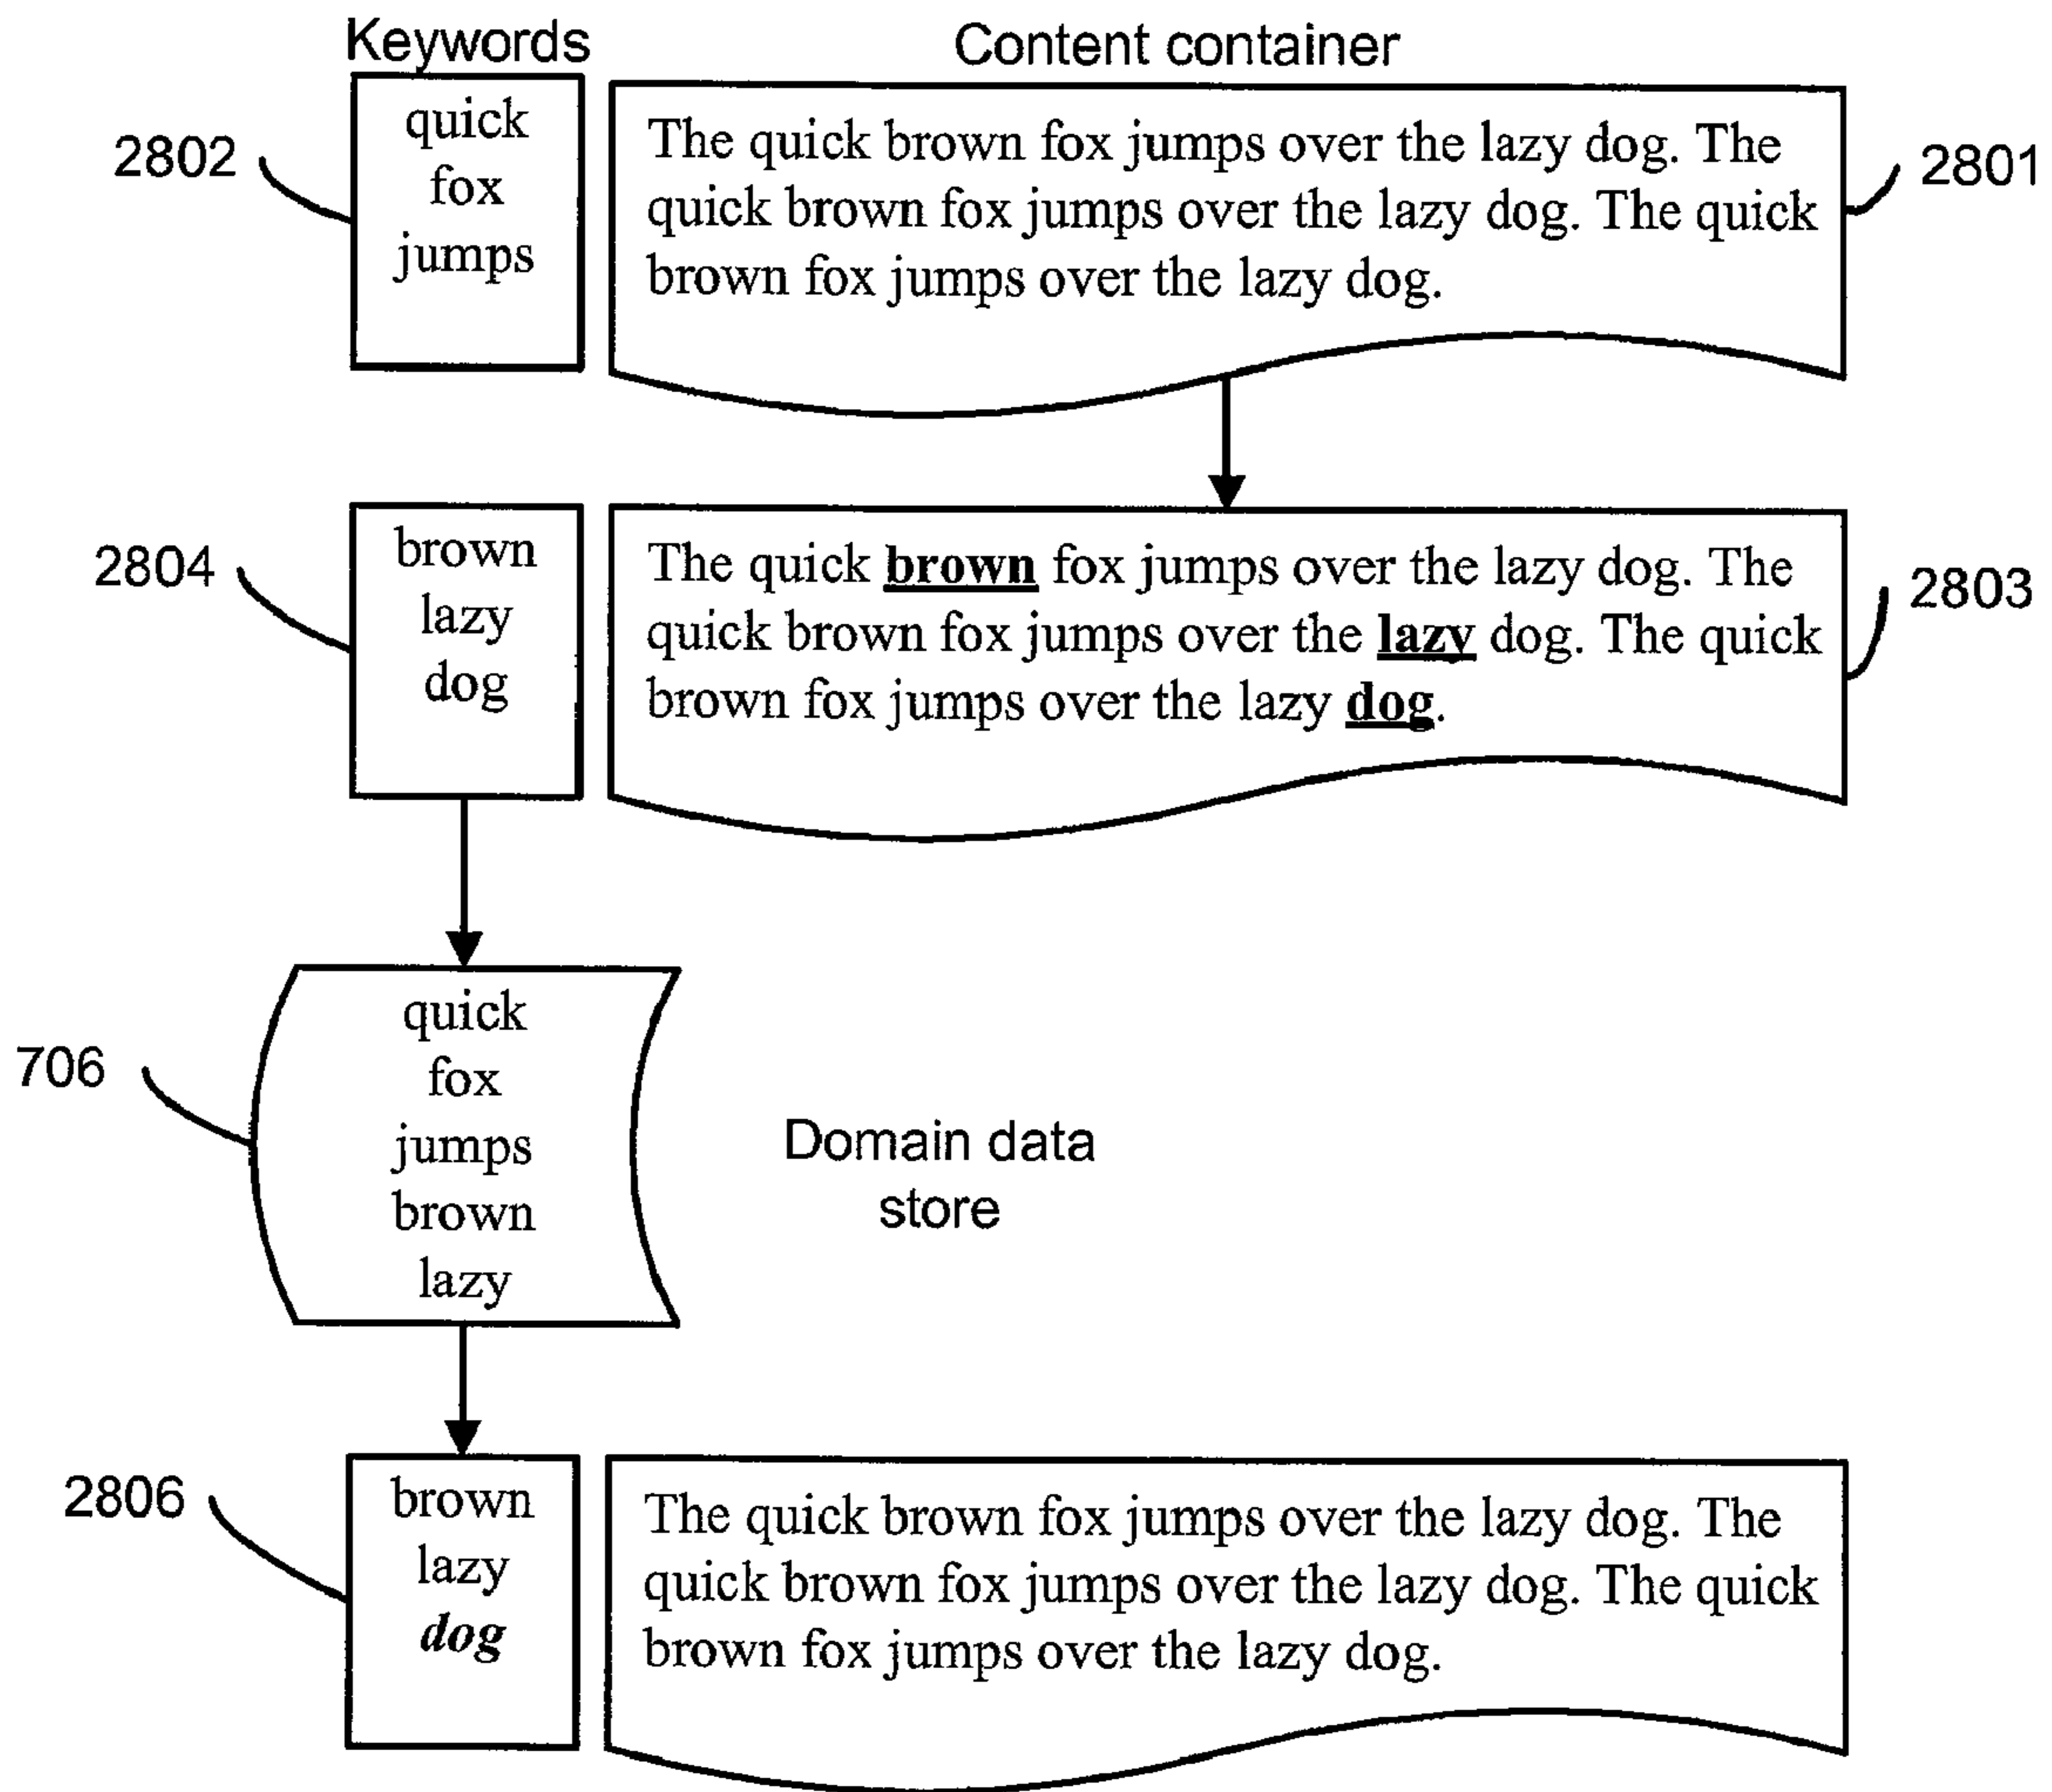 Keywords
Content container
2802
quick
fox
jumps
The quick brown fox jumps over the lazy dog. The
quick brown fox jumps over the lazy dog. The quick
brown fox jumps over the lazy dog.
2801
2804
brown
lazy
dog
The quick brown fox jumps over the lazy dog. The
quick brown fox jumps over the lazy dog. The quick
brown fox jumps over the lazy dog.
2803
706
quick
fox
jumps
brown
lazy
Domain data
store
2806
brown
lazy
dog
The quick brown fox jumps over the lazy dog. The
quick brown fox jumps over the lazy dog. The quick
brown fox jumps over the lazy dog.